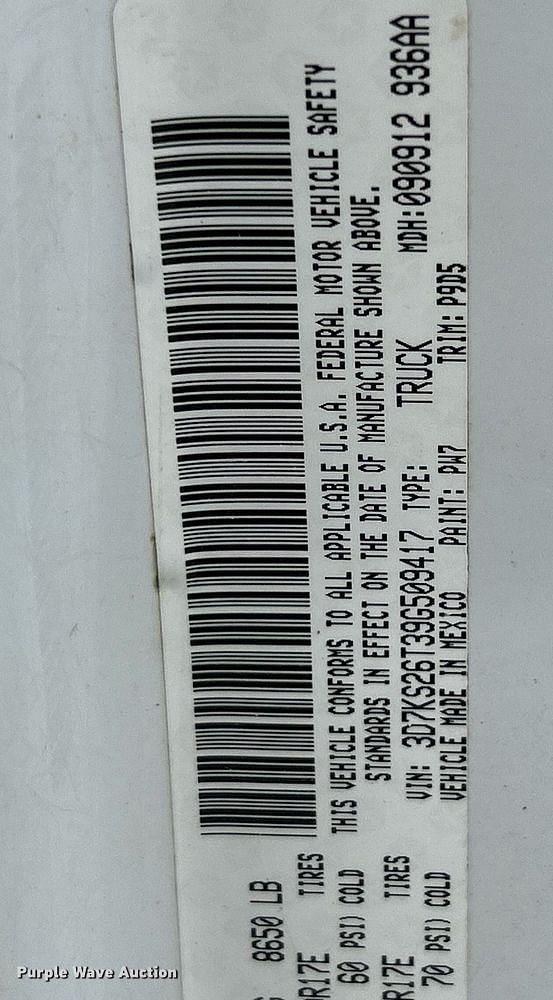 8650 LB
R17E TIRES
60 PSI) COLD
R17E TIRES
70 PSI) COLD
THIS VEHICLE CONFORMS TO ALL APPLICABLE U.S.A. FEDERAL MOTOR VEHICLE SAFETY
STANDARDS IN EFFECT ON THE DATE OF MANUFACTURE SHOWN ABOVE.
VIN: 3D7KS26T39G509417 TYPE: TRUCK MDH:090912 936AA
VEHICLE MADE IN MEXICO PAINT: PW7 TRIM: P9D5
Purple Wave Auction